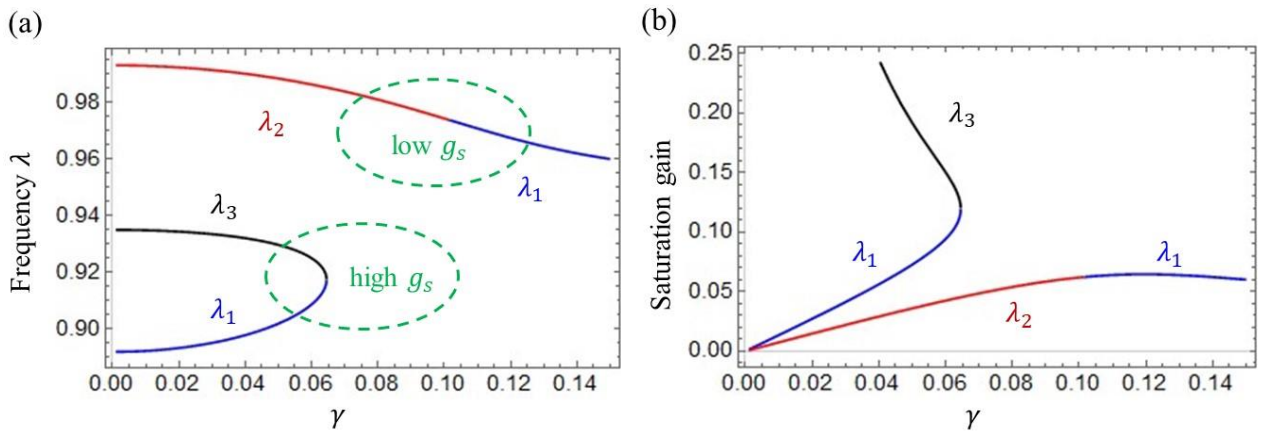 (a)
Frequency λ
0.98
0.96
0.94
0.92
0.90
λ₂
low gₛ
λ₁
λ₃
high gₛ
λ₁
0.00 0.02 0.04 0.06 0.08 0.10 0.12 0.14
γ
(b)
Saturation gain
0.25
0.20
0.15
0.10
0.05
0.00
λ₃
λ₁
λ₁
λ₂
0.00 0.02 0.04 0.06 0.08 0.10 0.12 0.14
γ